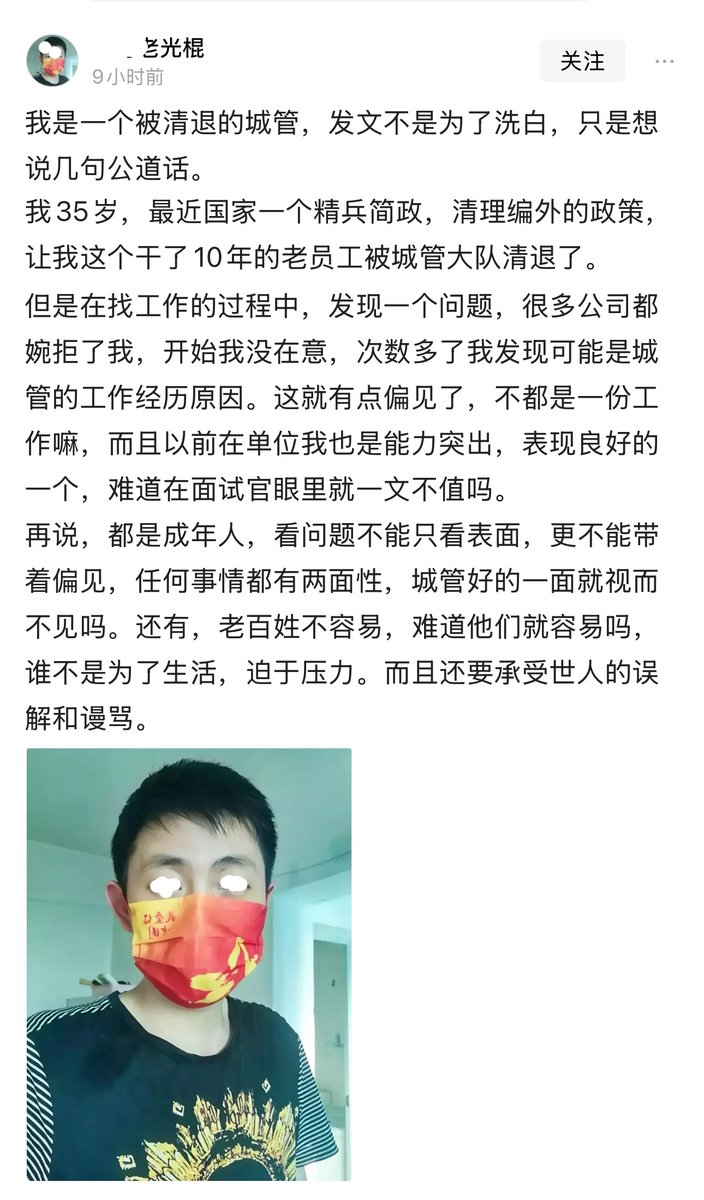 老光棍
9小时前
关注
我是一个被清退的城管，发文不是为了洗白，只是想
说几句公道话。
我35岁，最近国家一个精兵简政，清理编外的政策，
让我这个干了10年的老员工被城管大队清退了。
但是在找工作的过程中，发现一个问题，很多公司都
婉拒了我，开始我没在意，次数多了我发现可能是城
管的工作经历原因。这就有点偏见了，不都是一份工
作嘛，而且以前在单位我也是能力突出，表现良好的
一个，难道在面试官眼里就一文不值吗。
再说，都是成年人，看问题不能只看表面，更不能带
着偏见，任何事情都有两面性，城管好的一面就视而
不见吗。还有，老百姓不容易，难道他们就容易吗，
谁不是为了生活，迫于压力。而且还要承受世人的误
解和谩骂。